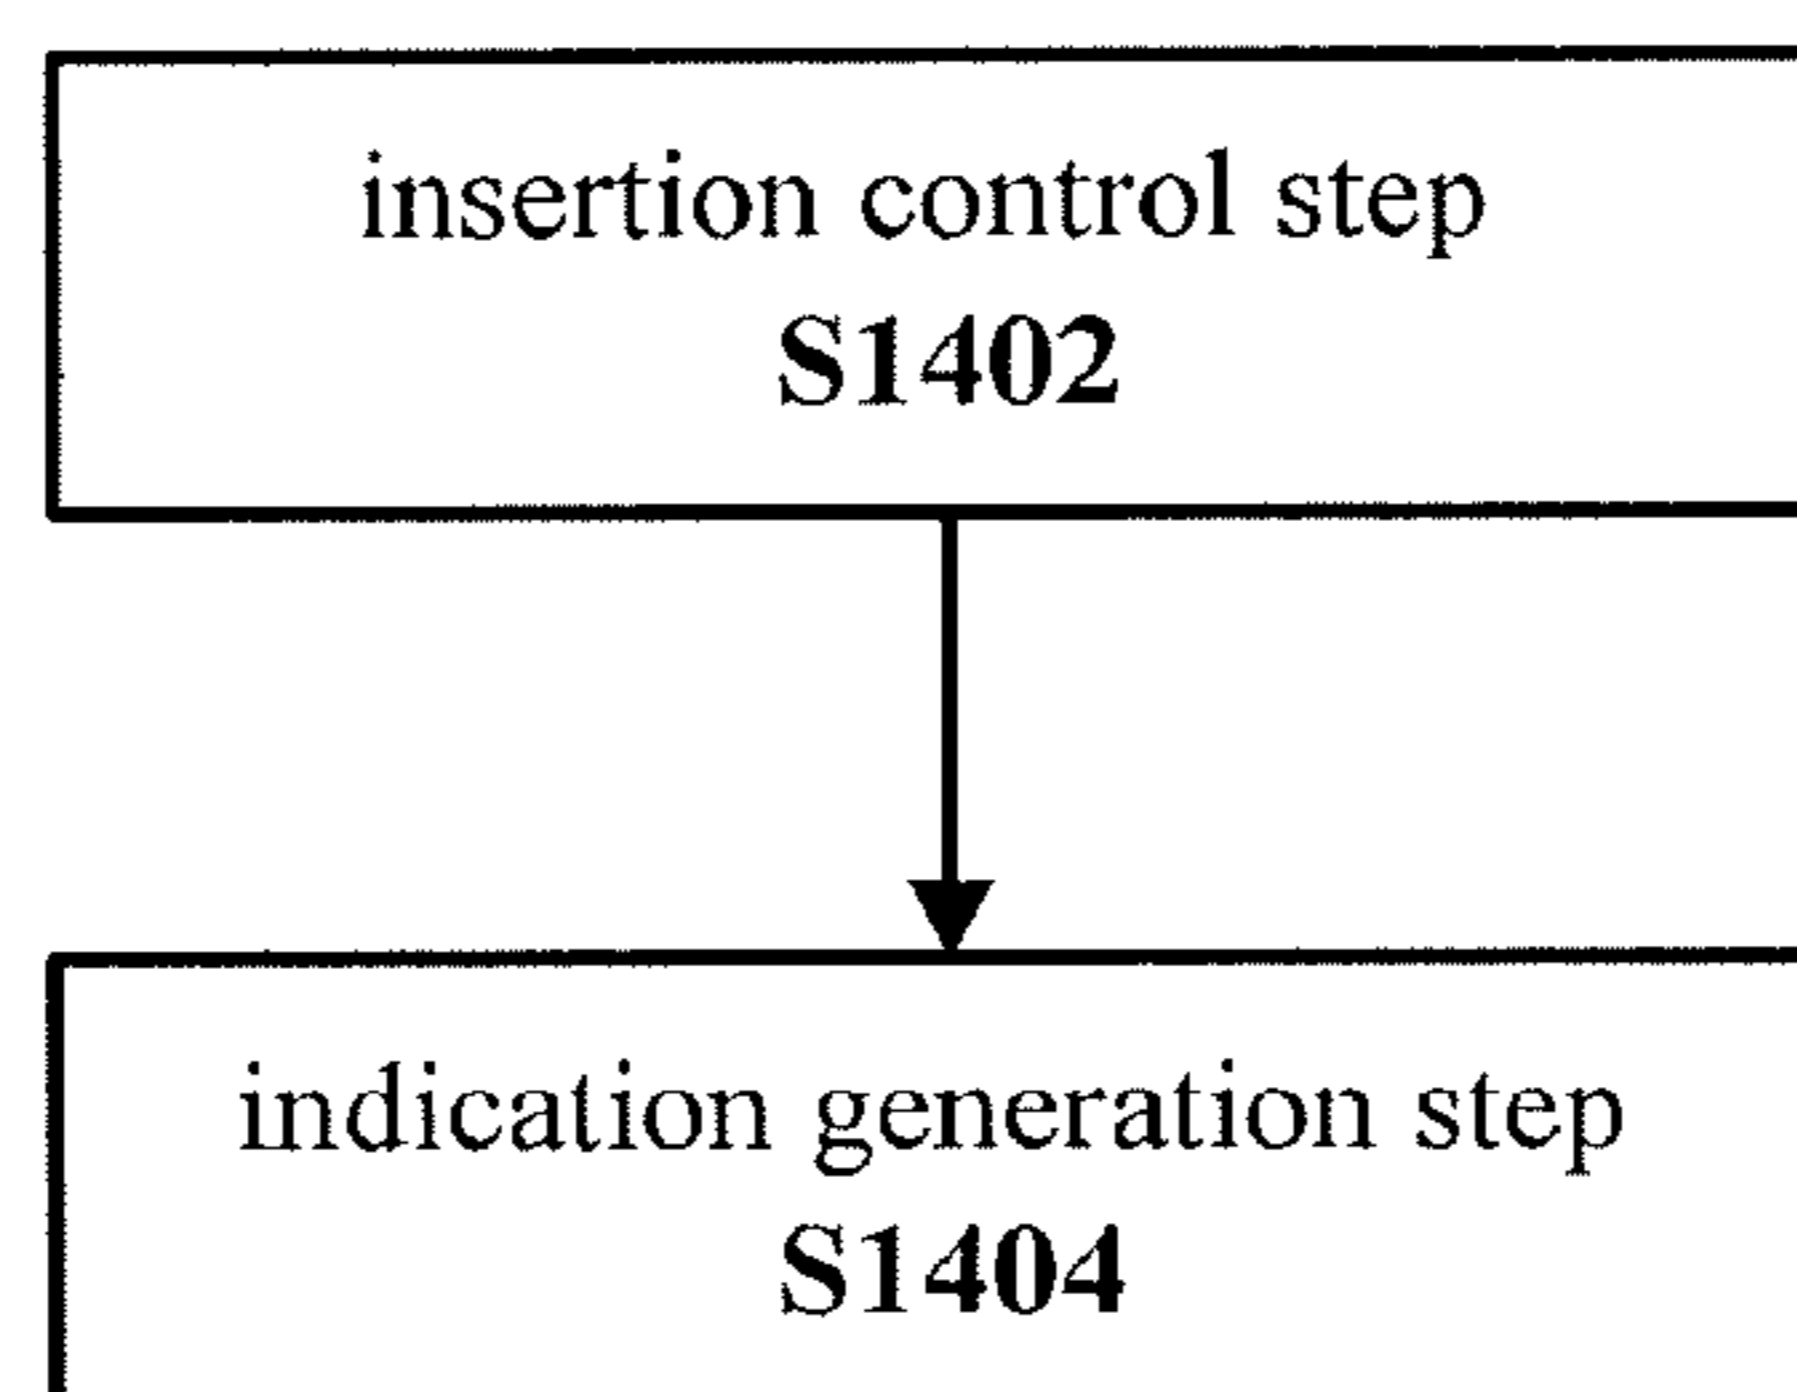 insertion control step
S1402
indication generation step
S1404